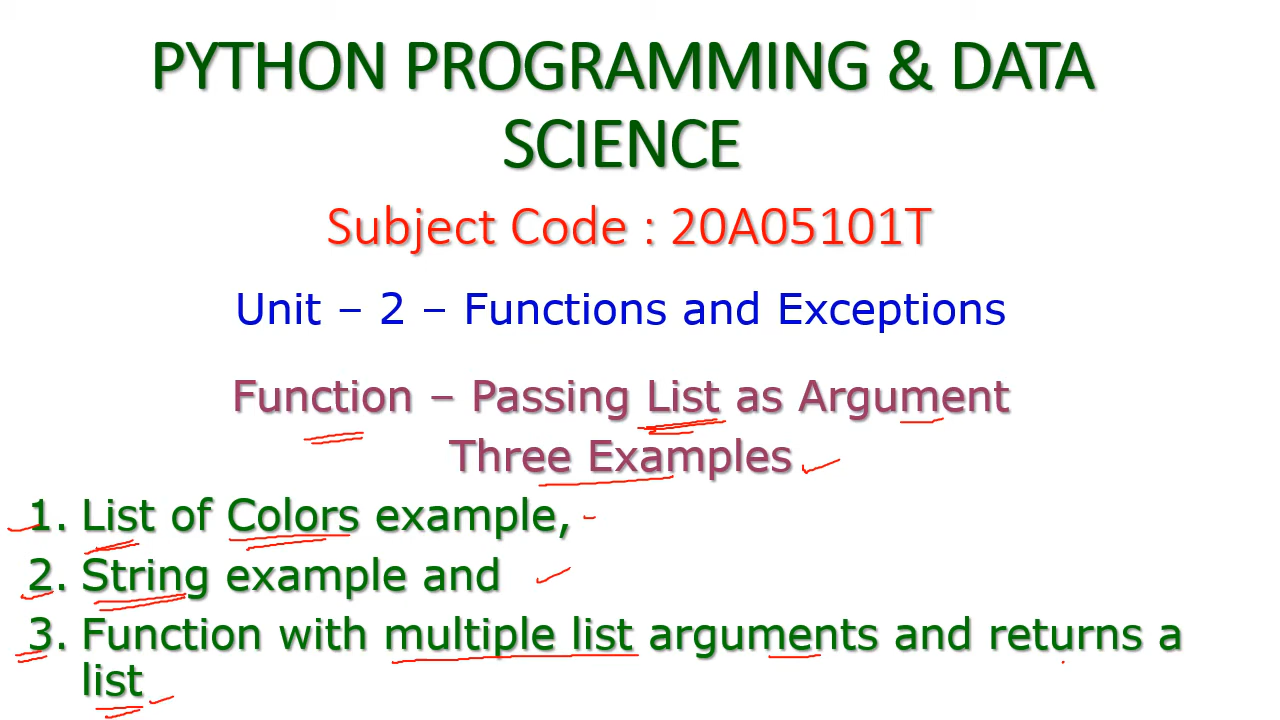 PYTHON PROGRAMMING & DATA
SCIENCE
Subject Code : 20A05101T
Unit – 2 – Functions and Exceptions
Function – Passing List as Argument
Three Examples
1. List of Colors example,
2. String example and
3. Function with multiple list arguments and returns a
list